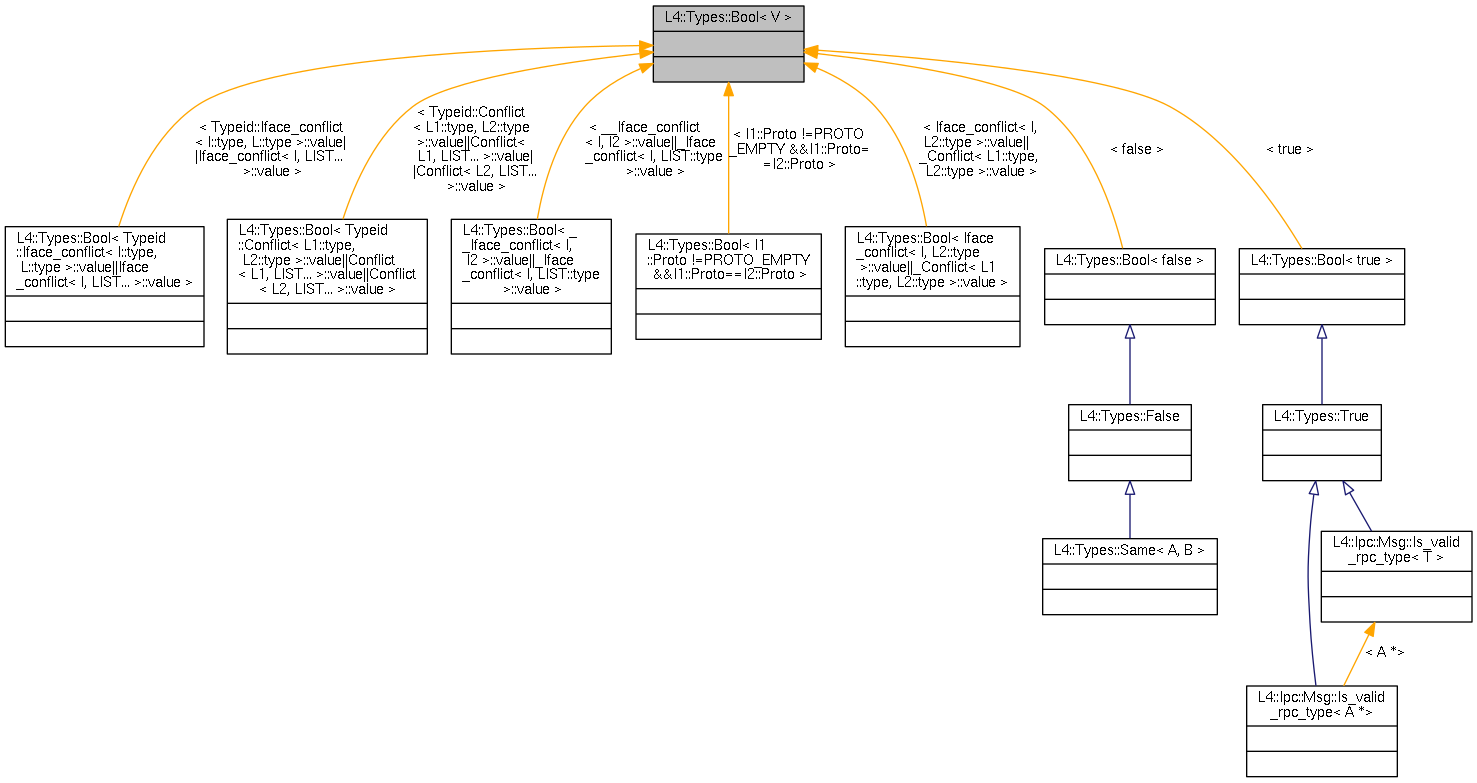 L4::Types::Bool< V >
< Typeid::Iface_conflict
< I::type, L::type >::value|
|Iface_conflict< I, LIST...
>::value >
< Typeid::Conflict
< L1::type, L2::type
>::value||Conflict<
L1, LIST... >::value|
|Conflict< L2, LIST...
>::value >
< __Iface_conflict
< I, I2 >::value||_Iface
_conflict< I, LIST::type
>::value >
< I1::Proto !=PROTO
_EMPTY &&I1::Proto=
=I2::Proto >
< Iface_conflict< I,
L2::type >::value||
_Conflict< L1::type,
L2::type >::value >
< false >
< true >
L4::Types::Bool< Typeid
::Iface_conflict< I::type,
L::type >::value||Iface
_conflict< I, LIST... >::value >
L4::Types::Bool< Typeid
::Conflict< L1::type,
L2::type >::value||Conflict
< L1, LIST... >::value||Conflict
< L2, LIST... >::value >
L4::Types::Bool< _
_Iface_conflict< I,
I2 >::value||_Iface
_conflict< I, LIST::type
>::value >
L4::Types::Bool< I1
::Proto !=PROTO_EMPTY
&&I1::Proto==I2::Proto >
L4::Types::Bool< Iface
_conflict< I, L2::type
>::value||_Conflict< L1
::type, L2::type >::value >
L4::Types::Bool< false >
L4::Types::Bool< true >
L4::Types::False
L4::Types::True
L4::Types::Same< A, B >
L4::Ipc::Msg::Is_valid
_rpc_type< T >
< A *>
L4::Ipc::Msg::Is_valid
_rpc_type< A *>